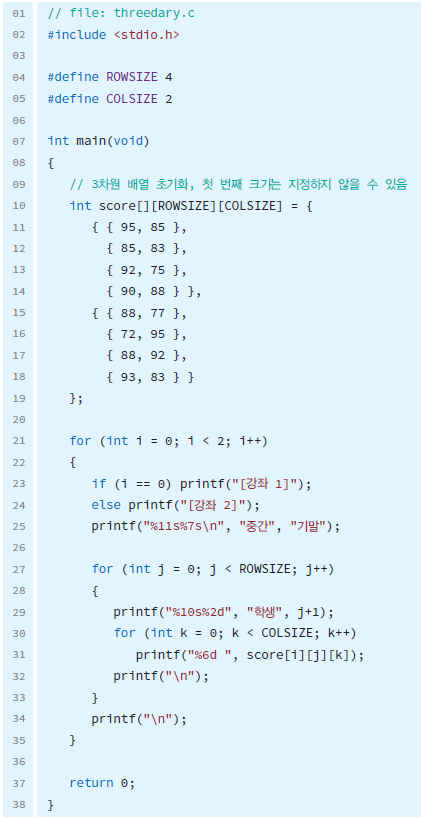 01 // file: threedary.c
02 #include <stdio.h>
03
04 #define ROWSIZE 4
05 #define COLSIZE 2
06
07 int main(void)
08 {
09    // 3차원 배열 초기화, 첫 번째 크기는 지정하지 않을 수 있음
10    int score[][ROWSIZE][COLSIZE] = {
11       { { 95, 85 },
12         { 85, 83 },
13         { 92, 75 },
14         { 90, 88 } },
15       { { 88, 77 },
16         { 72, 95 },
17         { 88, 92 },
18         { 93, 83 } }
19    };
20
21    for (int i = 0; i < 2; i++)
22    {
23       if (i == 0) printf("[강좌 1]");
24       else printf("[강좌 2]");
25       printf("%11s%7s\n", "중간", "기말");
26
27       for (int j = 0; j < ROWSIZE; j++)
28       {
29          printf("%10s%2d", "학생", j+1);
30          for (int k = 0; k < COLSIZE; k++)
31             printf("%6d ", score[i][j][k]);
32          printf("\n");
33       }
34       printf("\n");
35    }
36
37    return 0;
38 }